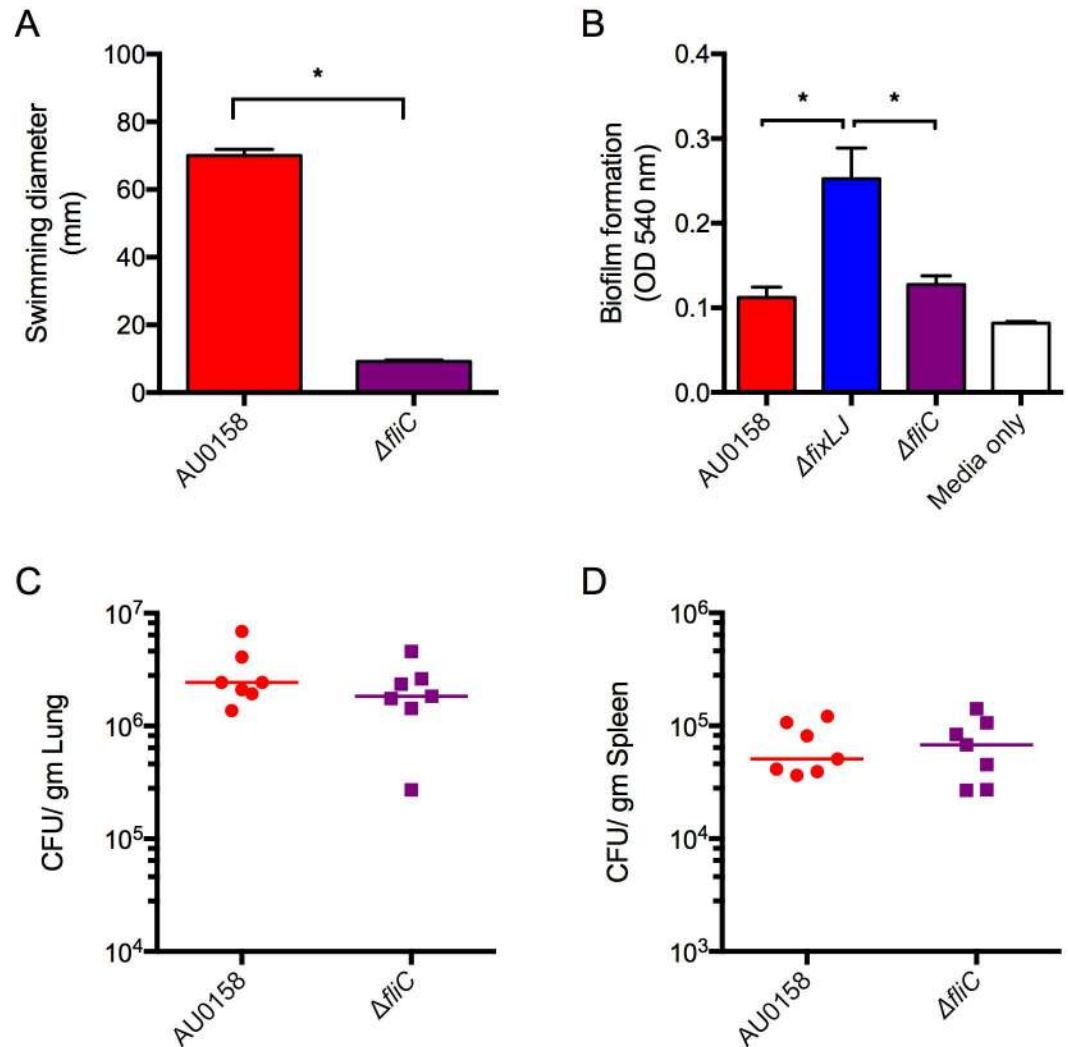 A
Swimming diameter
(mm)
100
80
60
40
20
0
*
AU0158
ΔfliC
B
Biofilm formation
(OD 540 nm)
0.4
0.3
0.2
0.1
0.0
*
*
AU0158
ΔfixLJ
ΔfliC
Media only
C
CFU/ gm Lung
10⁷
10⁶
10⁵
10⁴
AU0158
ΔfliC
D
CFU/ gm Spleen
10⁶
10⁵
10⁴
10³
AU0158
ΔfliC